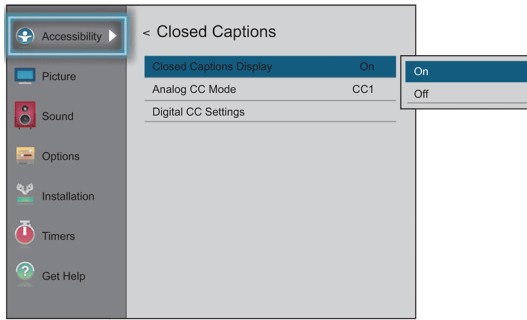 Accessibility
Picture
Sound
Options
Installation
Timers
Get Help
< Closed Captions
Closed Captions Display On
Analog CC Mode CC1
Digital CC Settings
On
Off